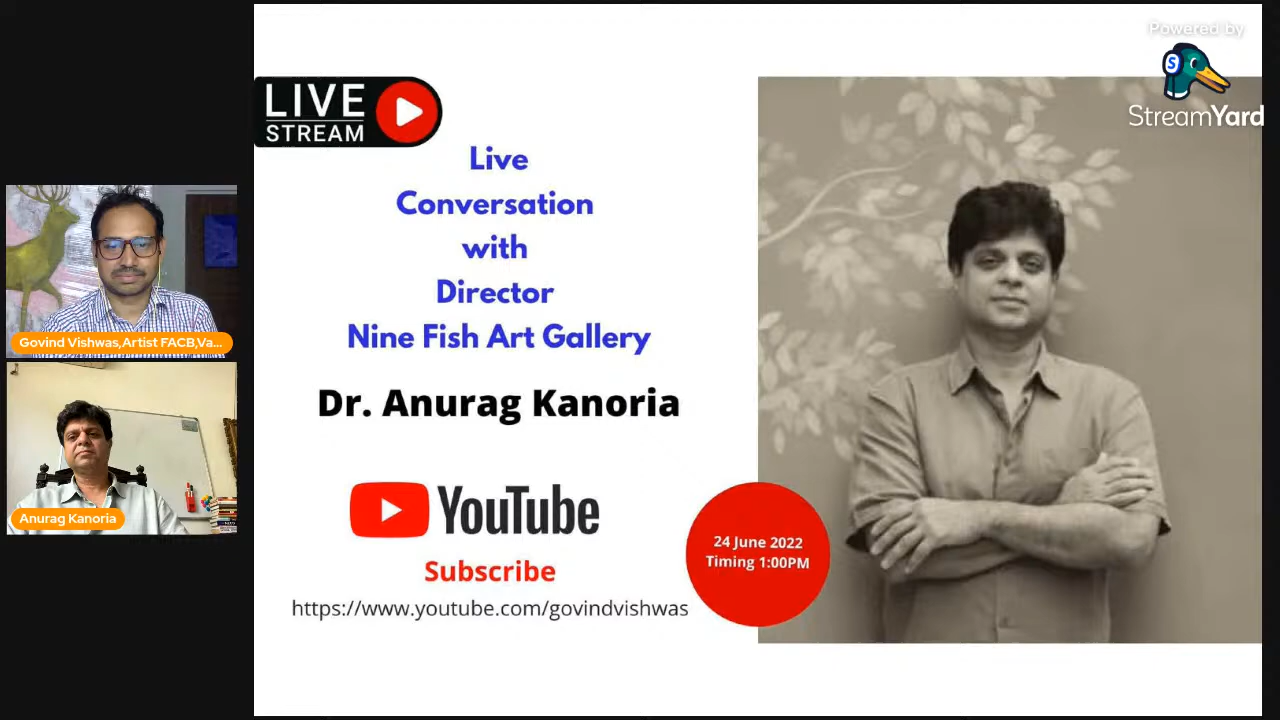 Powered by
StreamYard
LIVE
STREAM
Live
Conversation
with
Director
Nine Fish Art Gallery
Dr. Anurag Kanoria
YouTube
Subscribe
https://www.youtube.com/govindvishwas
24 June 2022
Timing 1:00PM
Govind Vishwas,Artist FACB,Va...
Anurag Kanoria